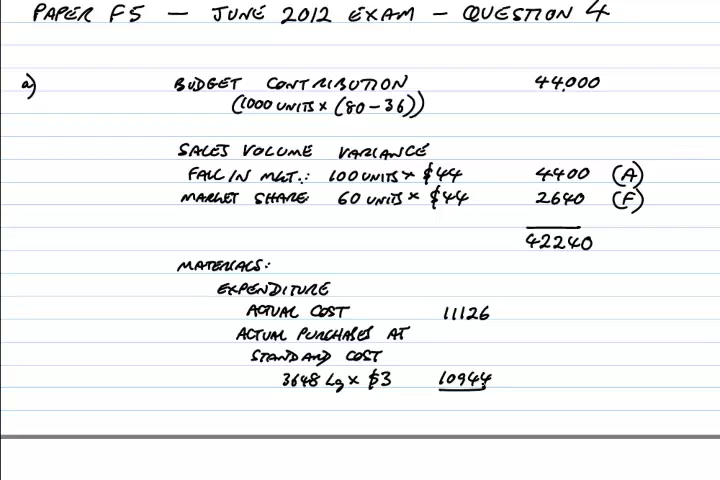 PAPER F5 — JUNE 2012 EXAM — QUESTION 4
a) BUDGET CONTRIBUTION 44,000
(1000 UNITS × (80 - 36))
SALES VOLUME VARIANCE
FALL IN MKT.: 100 UNITS × $44 4400 (A)
MARKET SHARE 60 UNITS × $44 2640 (F)
42240
MATERIALS:
EXPENDITURE
ACTUAL COST 11126
ACTUAL PURCHASES AT
STANDARD COST
3648 kg × $3 10944